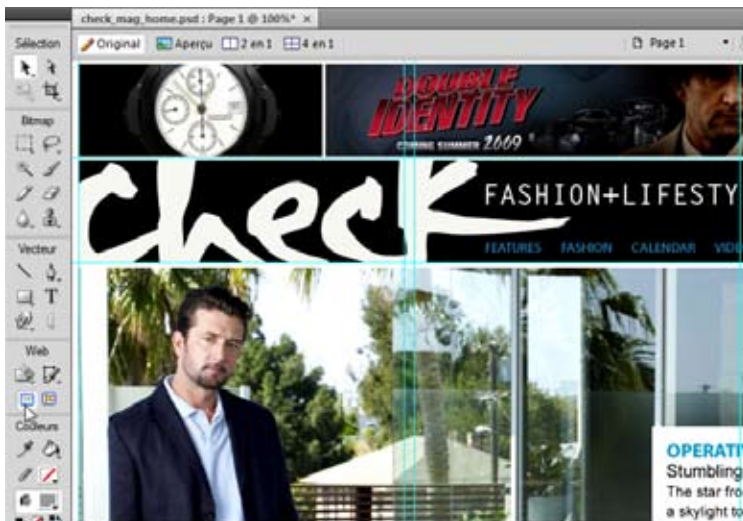 check_mag_home.psd : Page 1 @ 100%* ×
Sélection
Original Aperçu 2 en 1 4 en 1 Page 1
DOUBLE
IDENTITY
COMING SUMMER 2009
Bitmap
check
FASHION+LIFESTY
FEATURES FASHION CALENDAR VIDE
Vecteur
T
Web
Couleurs
OPERATIV
Stumbling
The star fro
a skylight to